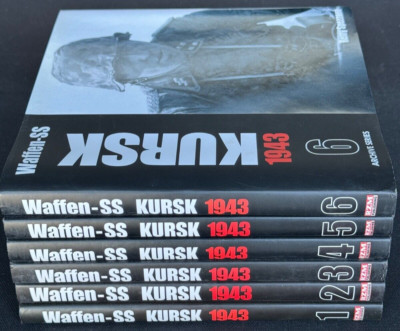 Waffen-SS
KURSK 1943
6
ARCHIVE SERIES
Waffen-SS KURSK 1943 6
Waffen-SS KURSK 1943 5
Waffen-SS KURSK 1943 4
Waffen-SS KURSK 1943 3
Waffen-SS KURSK 1943 2
Waffen-SS KURSK 1943 1